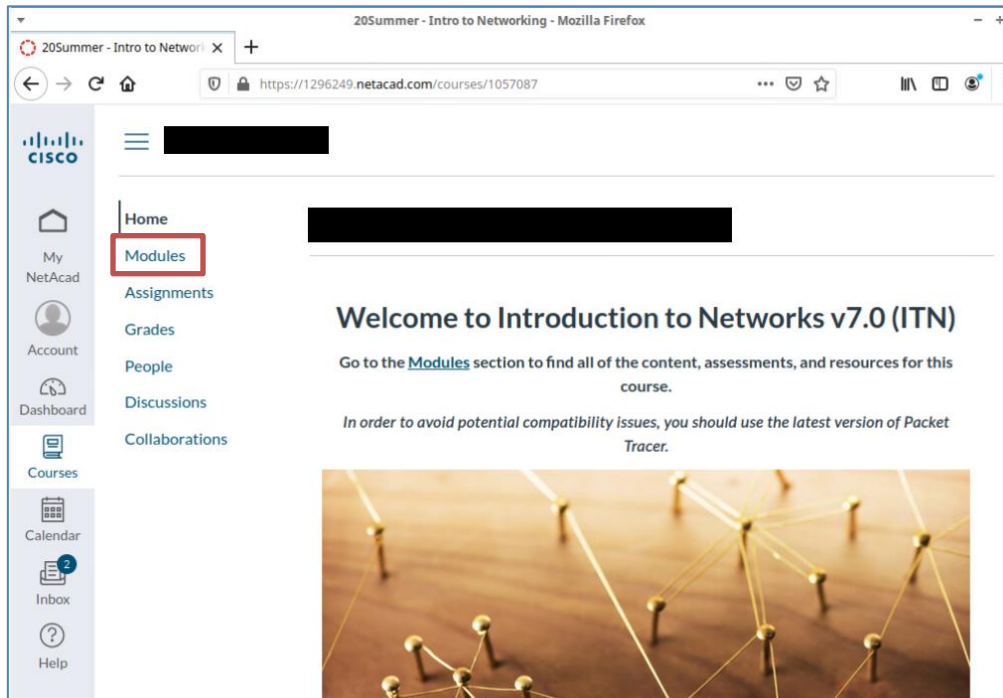 20Summer - Intro to Networking - Mozilla Firefox
20Summer - Intro to Network
https://1296249.netacad.com/courses/1057087
CISCO
My
NetAcad
Account
Dashboard
Courses
Calendar
2
Inbox
Help
Home
Modules
Assignments
Grades
People
Discussions
Collaborations
Welcome to Introduction to Networks v7.0 (ITN)
Go to the Modules section to find all of the content, assessments, and resources for this
course.
In order to avoid potential compatibility issues, you should use the latest version of Packet
Tracer.